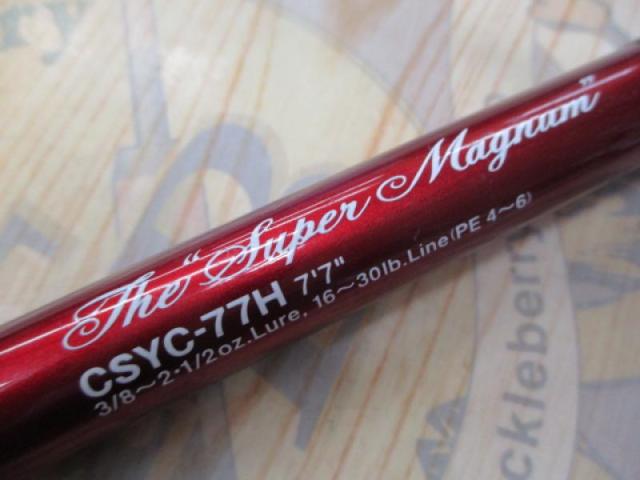 The "Super Magnum"
CSYC-77H 7'7"
3/8~2·1/2oz.Lure, 16~30lb.Line(PE 4~6)
ckleberry